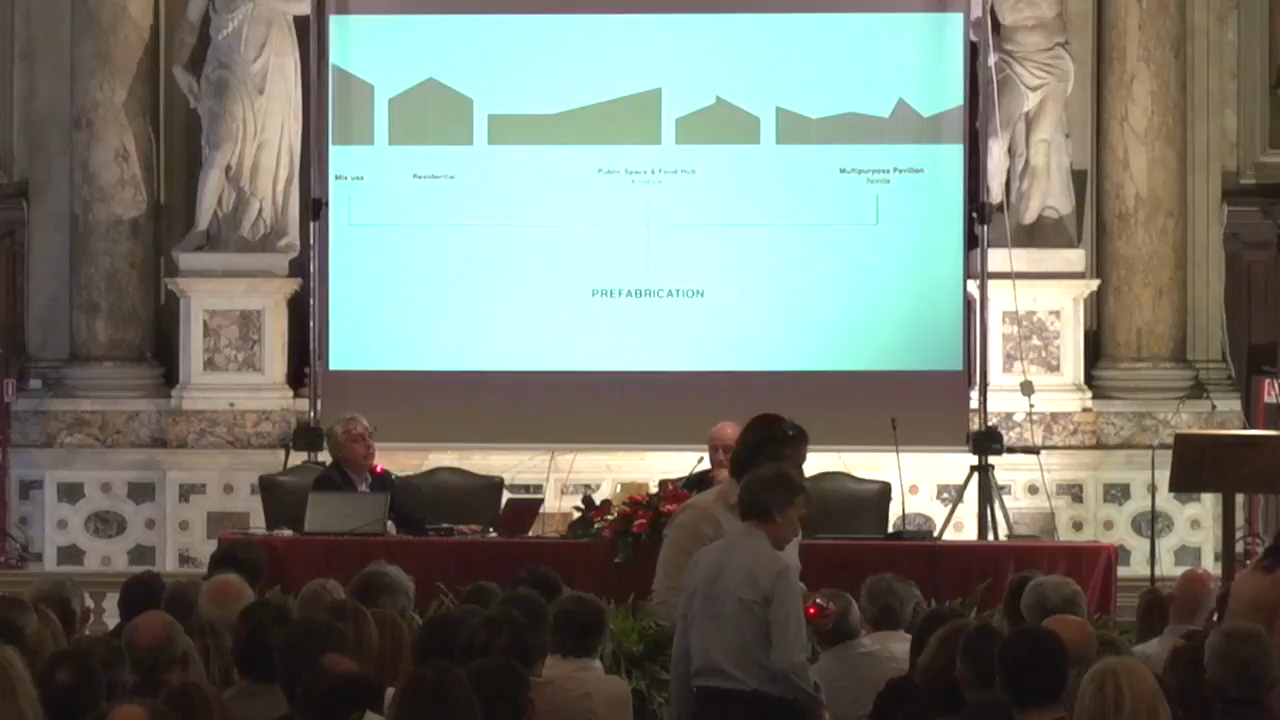 Mix use
Residential
Public Space & Food Hub
Multipurpose Pavilion
PREFABRICATION